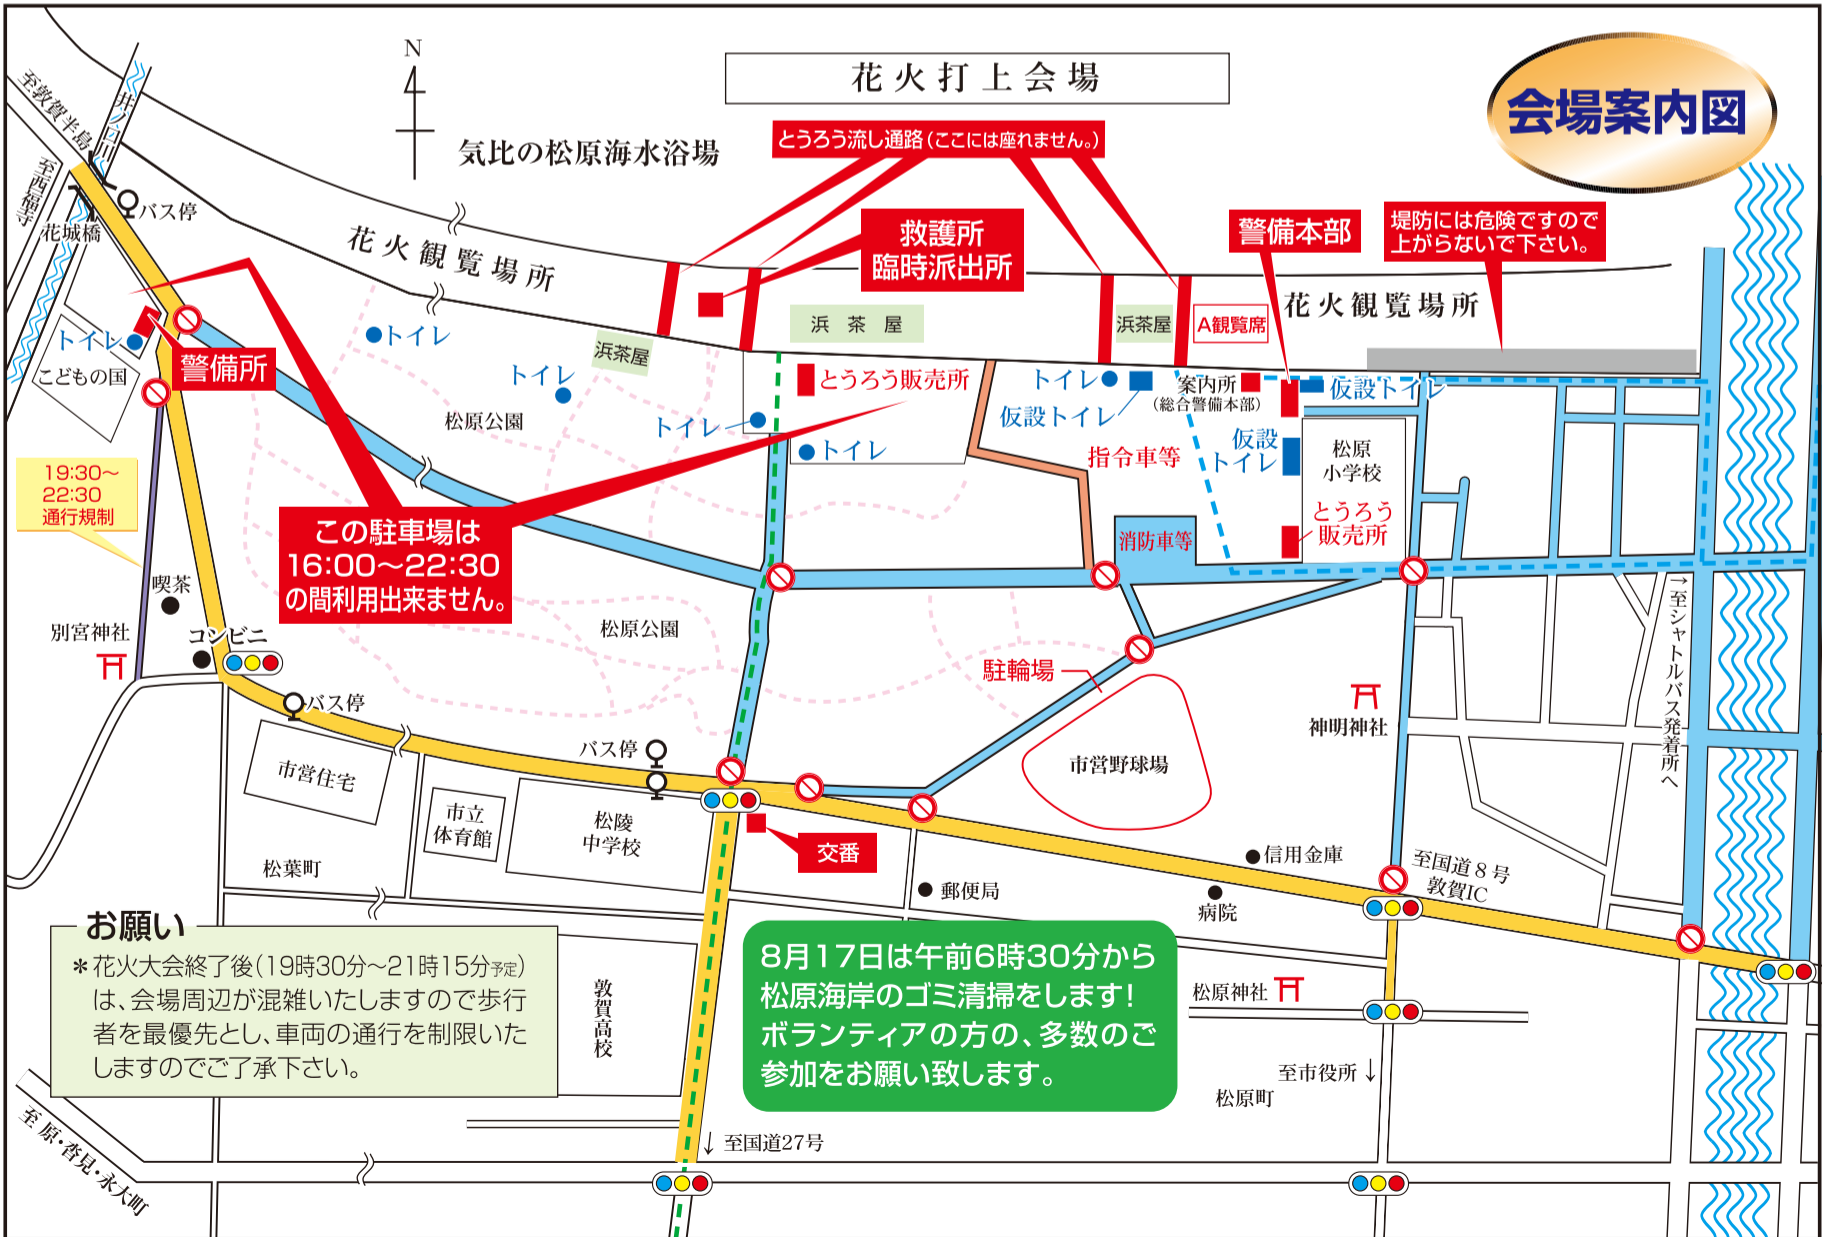 会場案内図
花火打上会場
N
気比の松原海水浴場
とうろう流し通路(ここには座れません。)
至敦賀半島
井ノ口川
至西福寺
バス停
花城橋
花火観覧場所
救護所
臨時派出所
警備本部
堤防には危険ですので
上がらないで下さい。
花火観覧場所
浜茶屋
浜茶屋
A観覧席
浜茶屋
トイレ
警備所
こどもの国
トイレ
トイレ
松原公園
トイレ
とうろう販売所
トイレ
トイレ
仮設トイレ
案内所
(総合警備本部)
仮設トイレ
仮設
トイレ
指令車等
松原
小学校
とうろう
販売所
消防車等
19:30〜
22:30
通行規制
この駐車場は
16:00〜22:30
の間利用出来ません。
喫茶
別宮神社
コンビニ
松原公園
駐輪場
→至シャトルバス発着所へ
神明神社
バス停
バス停
市営住宅
市営野球場
市立
体育館
松陵
中学校
交番
松葉町
郵便局
信用金庫
病院
至国道8号
敦賀IC
お願い
*花火大会終了後(19時30分〜21時15分予定)
は、会場周辺が混雑いたしますので歩行
者を最優先とし、車両の通行を制限いた
しますのでご了承下さい。
敦賀高校
8月17日は午前6時30分から
松原海岸のゴミ清掃をします!
ボランティアの方の、多数のご
参加をお願い致します。
松原神社
至市役所↓
松原町
↓至国道27号
至 原・沓見・永大町